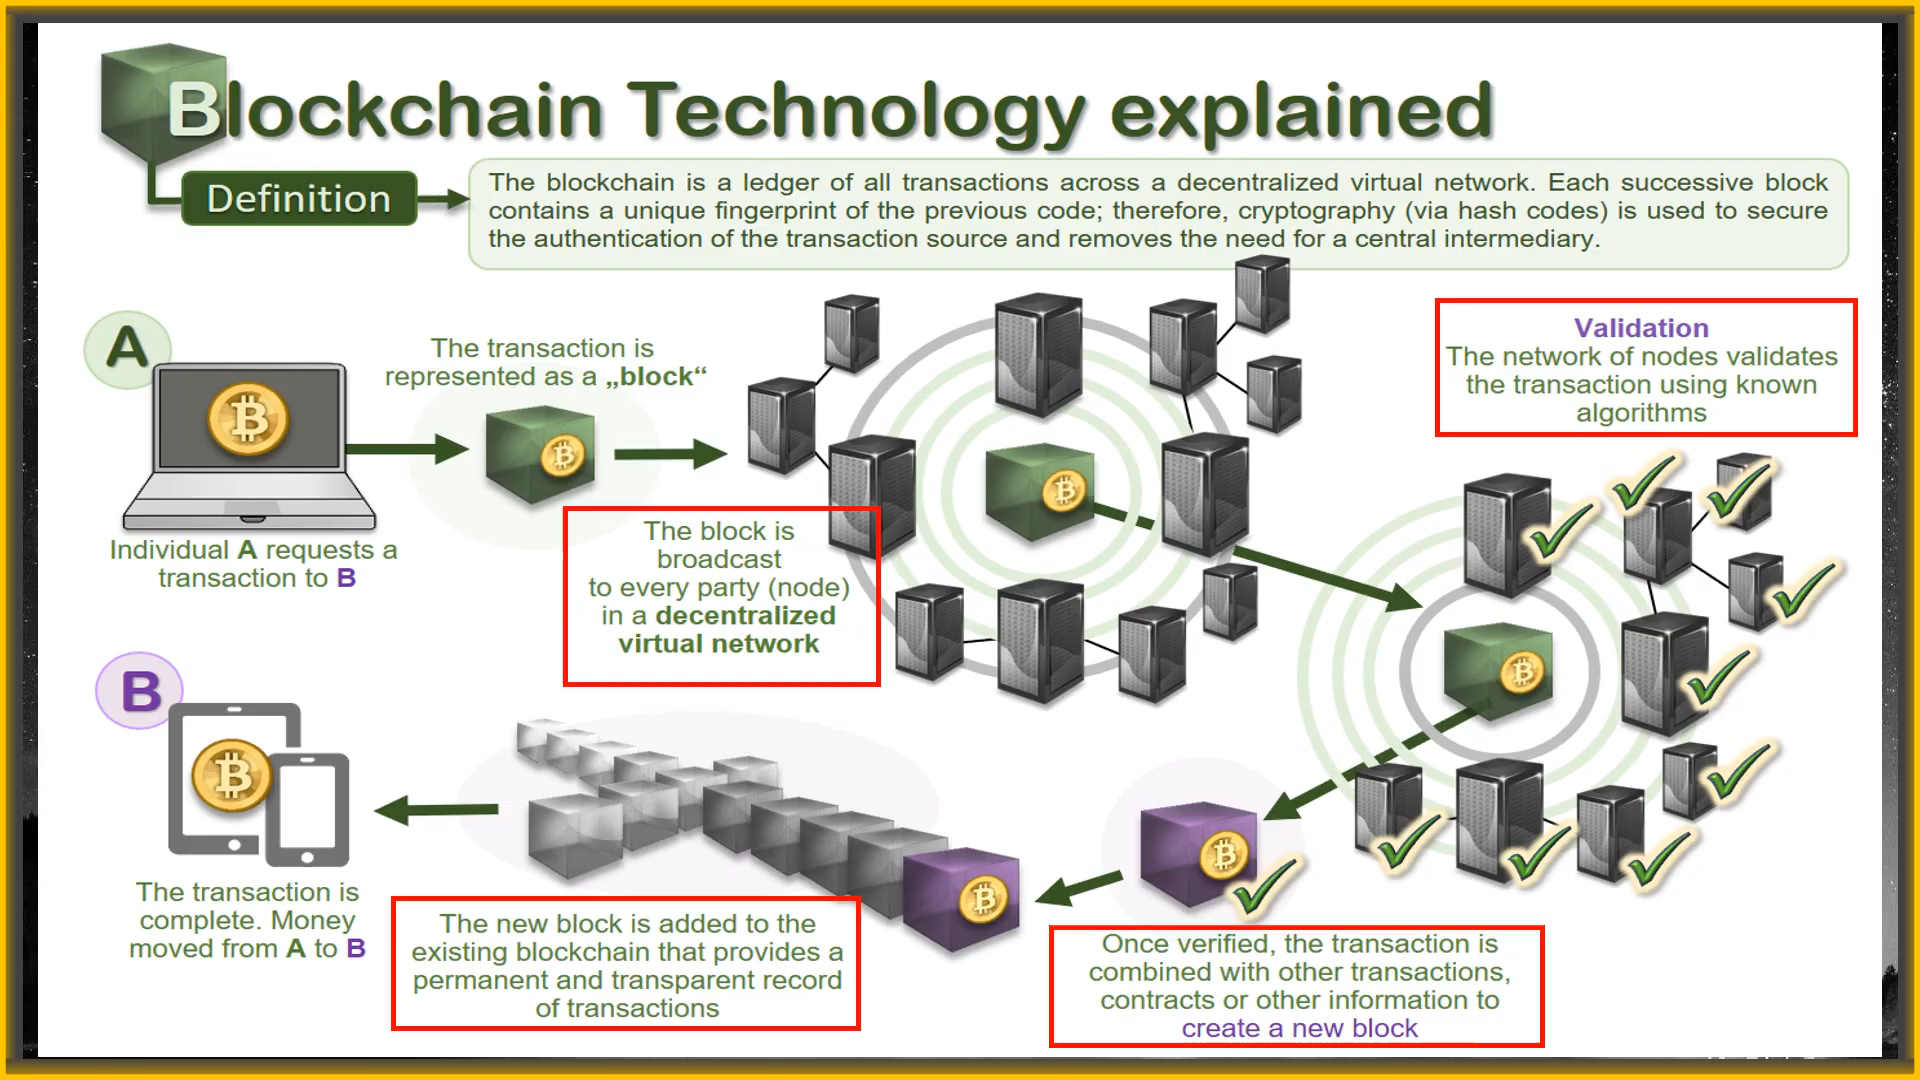 Blockchain Technology explained
Definition
The blockchain is a ledger of all transactions across a decentralized virtual network. Each successive block
contains a unique fingerprint of the previous code; therefore, cryptography (via hash codes) is used to secure
the authentication of the transaction source and removes the need for a central intermediary.
A
Individual A requests a
transaction to B
The transaction is
represented as a „block“
The block is
broadcast
to every party (node)
in a decentralized
virtual network
Validation
The network of nodes validates
the transaction using known
algorithms
Once verified, the transaction is
combined with other transactions,
contracts or other information to
create a new block
The new block is added to the
existing blockchain that provides a
permanent and transparent record
of transactions
B
The transaction is
complete. Money
moved from A to B